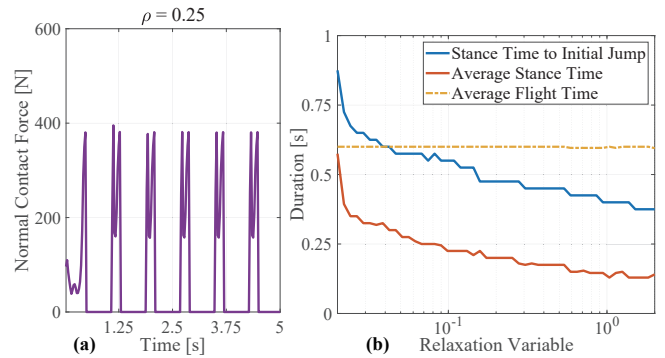 ρ = 0.25
Normal Contact Force [N]
600
400
200
0
1.25
2.5
3.75
5
(a)
Time [s]
Duration [s]
1
0.75
0.5
0.25
0
Stance Time to Initial Jump
Average Stance Time
Average Flight Time
10⁻¹
10⁰
(b)
Relaxation Variable